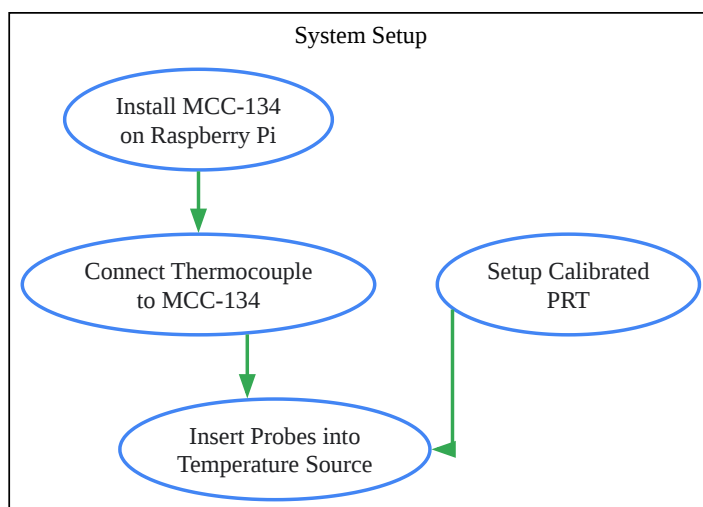 System Setup
Install MCC-134
on Raspberry Pi
Connect Thermocouple
to MCC-134
Setup Calibrated
PRT
Insert Probes into
Temperature Source